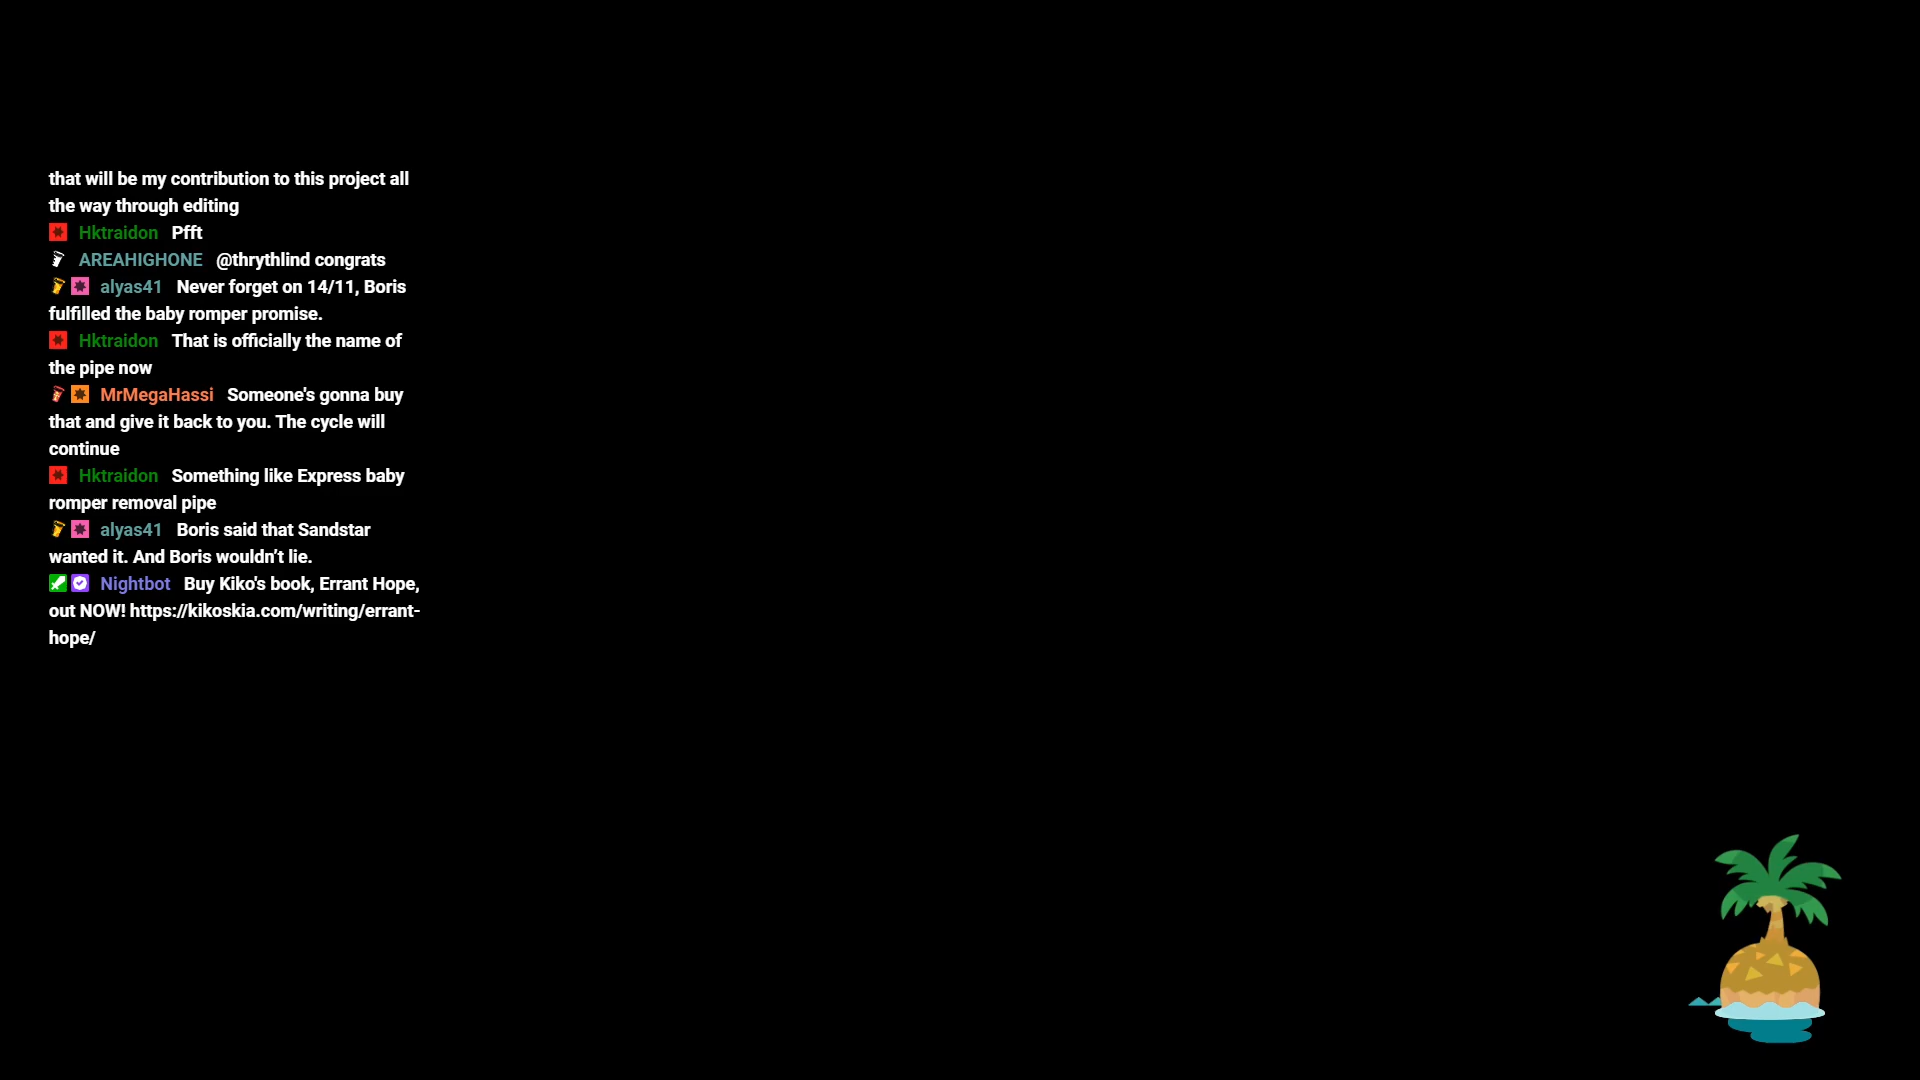 that will be my contribution to this project all
the way through editing
Hktraidon Pfft
AREAHIGHONE @thrythlind congrats
alyas41 Never forget on 14/11, Boris
fulfilled the baby romper promise.
Hktraidon That is officially the name of
the pipe now
MrMegaHassi Someone's gonna buy
that and give it back to you. The cycle will
continue
Hktraidon Something like Express baby
romper removal pipe
alyas41 Boris said that Sandstar
wanted it. And Boris wouldn’t lie.
Nightbot Buy Kiko's book, Errant Hope,
out NOW! https://kikoskia.com/writing/errant-
hope/